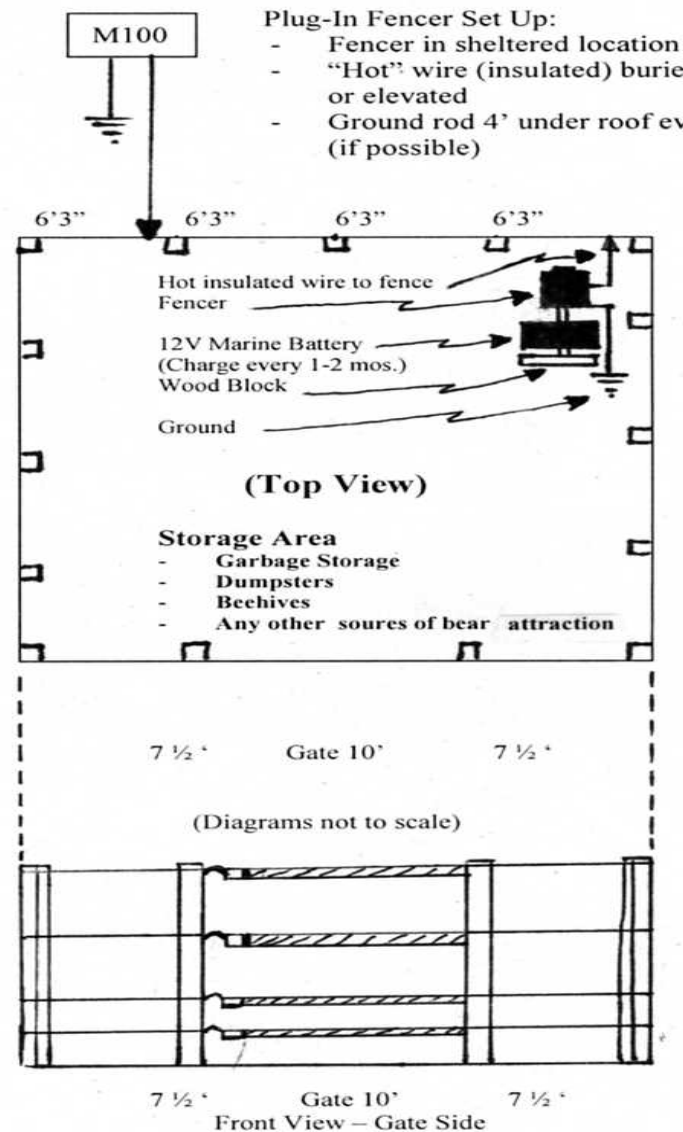 M100
Plug-In Fencer Set Up:
- Fencer in sheltered location
- “Hot” wire (insulated) burie
or elevated
- Ground rod 4’ under roof ev
(if possible)
6’3” 6’3” 6’3” 6’3”
Hot insulated wire to fence
Fencer
12V Marine Battery
(Charge every 1-2 mos.)
Wood Block
Ground
(Top View)
Storage Area
- Garbage Storage
- Dumpsters
- Beehives
- Any other soures of bear attraction
7 ½ ‘ Gate 10’ 7 ½ ‘
(Diagrams not to scale)
7 ½ ‘ Gate 10’ 7 ½ ‘
Front View – Gate Side